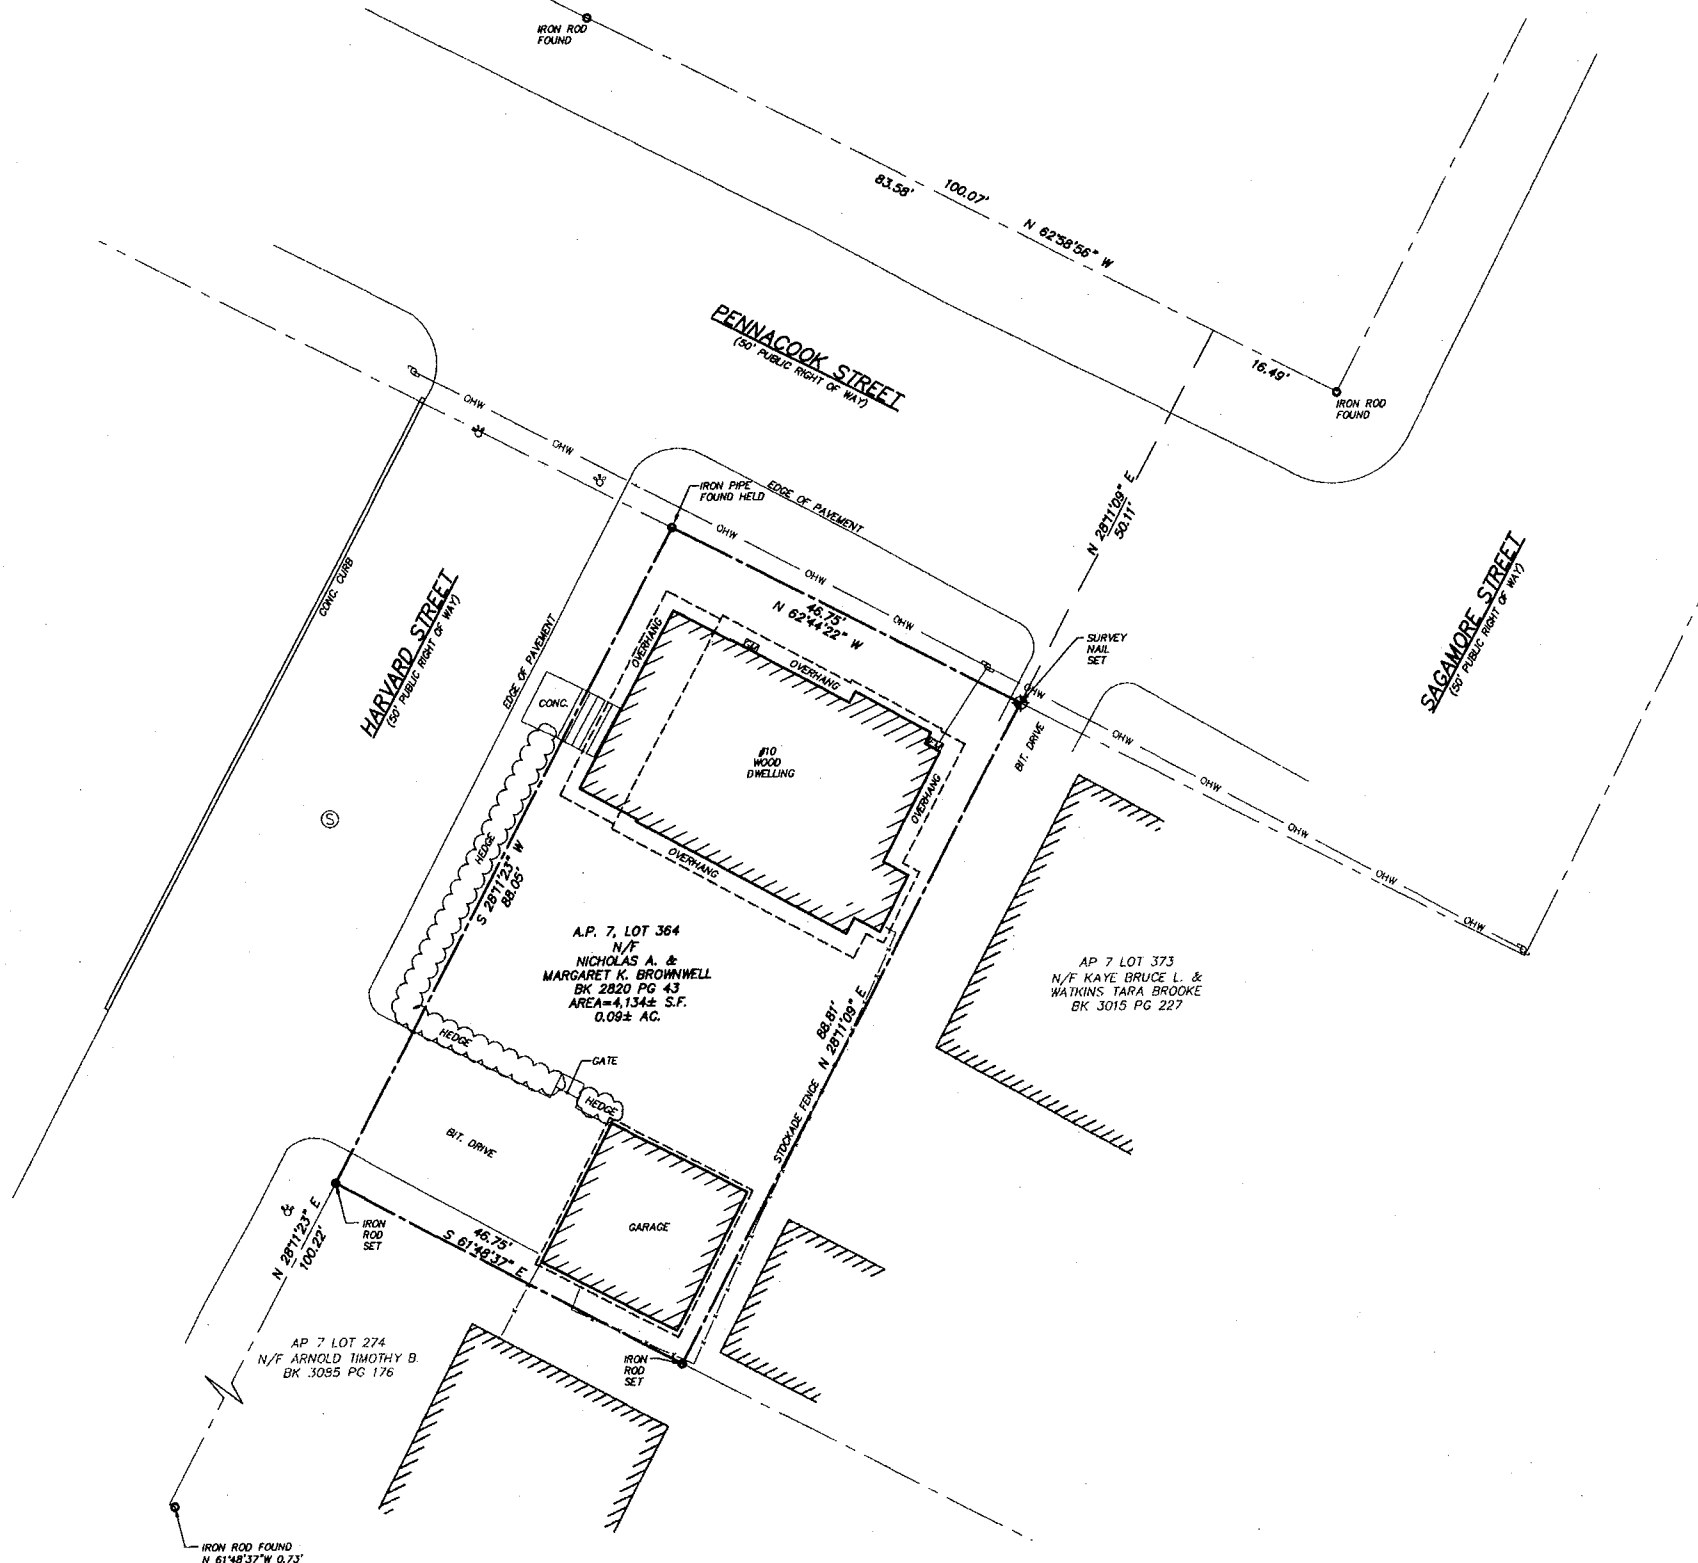 IRON ROD
FOUND
83.58'
100.07'
N 62°58'56" W
PENNACOOK STREET
(50' PUBLIC RIGHT OF WAY)
16.49'
IRON ROD
FOUND
OHW
OHW
IRON PIPE
FOUND HELD
EDGE OF PAVEMENT
OHW
N 28°11'09" E
50.11'
CONC. CURB
HARVARD STREET
(50' PUBLIC RIGHT OF WAY)
SAGAMORE STREET
(50' PUBLIC RIGHT OF WAY)
OHW
46.75'
N 62°44'22" W
OHW
EDGE OF PAVEMENT
OVERHANG
GM
OVERHANG
SURVEY
NAIL
SET
OHW
CONC.
BIT. DRIVE
OHW
#10
WOOD
DWELLING
EM
OVERHANG
OHW
S
OHW
OHW
OHW
HEDGE
OVERHANG
S 28°11'23" W
88.05'
A.P. 7, LOT 364
N/F
NICHOLAS A. &
MARGARET K. BROWNWELL
BK 2820 PG 43
AREA=4,134± S.F.
0.09± AC.
AP 7 LOT 373
N/F KAYE BRUCE L. &
WATKINS TARA BROOKE
BK 3015 PG 227
88.81'
N 28°11'09" E
STOCKADE FENCE
HEDGE
GATE
HEDGE
BIT. DRIVE
GARAGE
IRON
ROD
SET
46.75'
S 61°48'37" E
N 28°11'23" E
100.22'
AP 7 LOT 274
N/F ARNOLD TIMOTHY B.
BK 3095 PG 176
IRON
ROD
SET
IRON ROD FOUND
N 61°48'37"W 0.73'